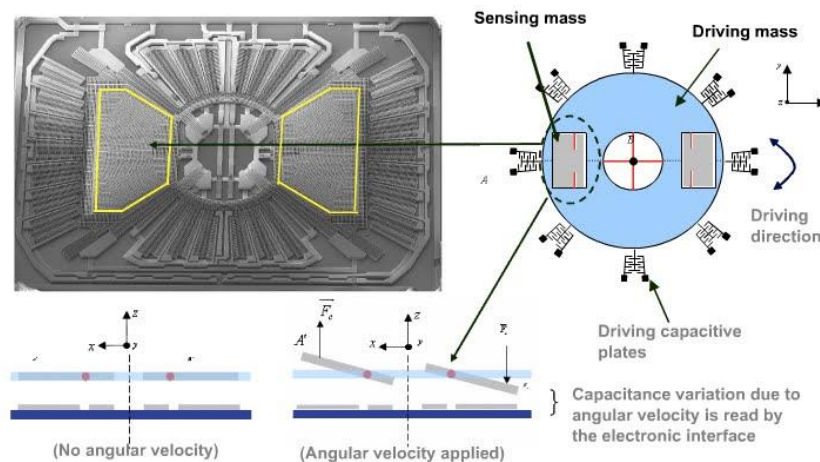 Sensing mass
Driving mass
y
z
B
A
Driving
direction
Driving capacitive
plates
z
x
y
(No angular velocity)
F_c
A'
z
x
y
F
(Angular velocity applied)
Capacitance variation due to
angular velocity is read by
the electronic interface